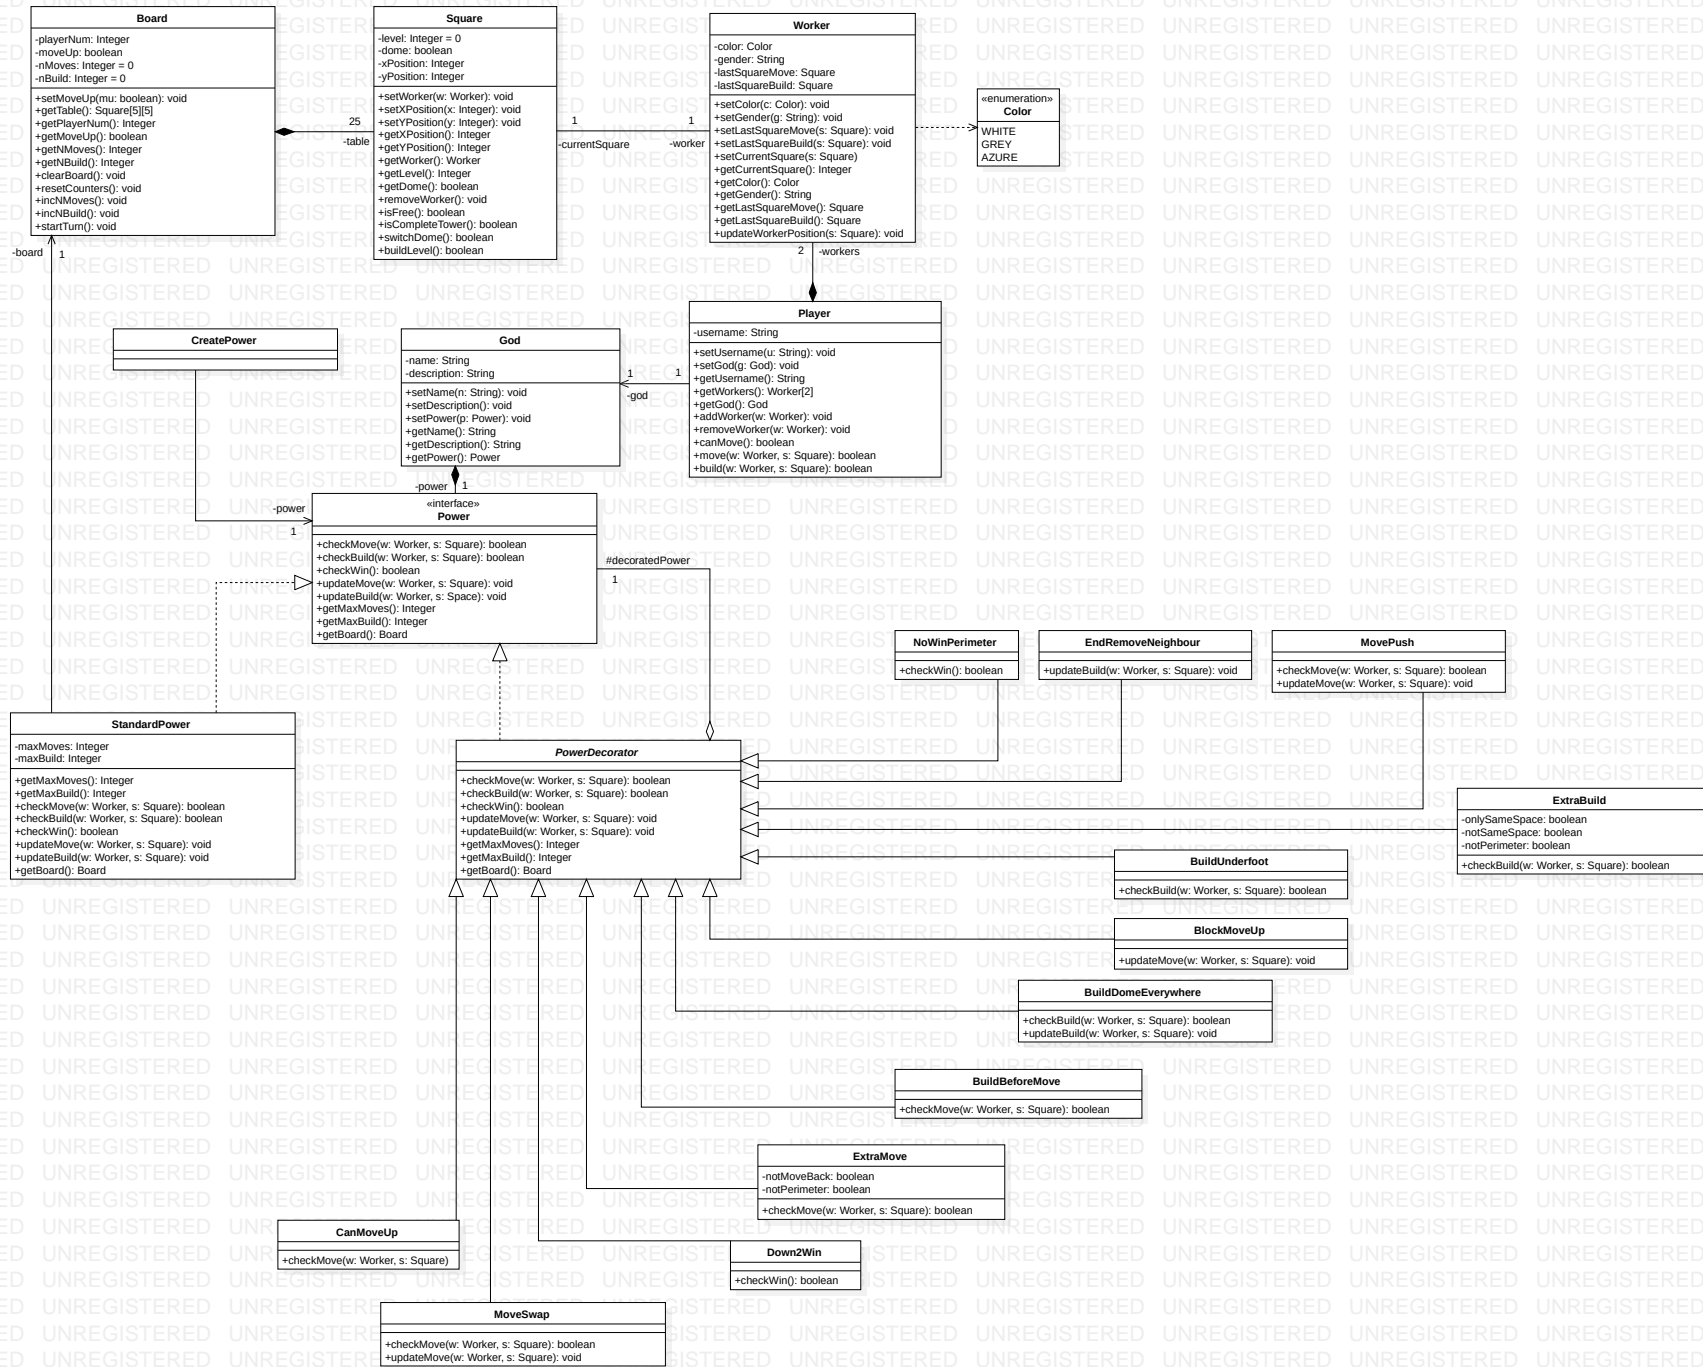 Board
-playerNum: Integer
-moveUp: boolean
-nMoves: Integer = 0
-nBuild: Integer = 0
+setMoveUp(mu: boolean): void
+getTable(): Square[5][5]
+getPlayerNum(): Integer
+getMoveUp(): boolean
+getNMoves(): Integer
+getNBuild(): Integer
+clearBoard(): void
+resetCounters(): void
+incNMoves(): void
+incNBuild(): void
+startTurn(): void
25
-table
Square
-level: Integer = 0
-dome: boolean
-xPosition: Integer
-yPosition: Integer
+setWorker(w: Worker): void
+setXPosition(x: Integer): void
+setYPosition(y: Integer): void
+getXPosition(): Integer
+getYPosition(): Integer
+getWorker(): Worker
+getLevel(): Integer
+getDome(): boolean
+removeWorker(): void
+isFree(): boolean
+isCompleteTower(): boolean
+switchDome(): boolean
+buildLevel(): boolean
1
-currentSquare
1
-worker
Worker
-color: Color
-gender: String
-lastSquareMove: Square
-lastSquareBuild: Square
+setColor(c: Color): void
+setGender(g: String): void
+setLastSquareMove(s: Square): void
+setLastSquareBuild(s: Square): void
+setCurrentSquare(s: Square)
+getCurrentSquare(): Integer
+getColor(): Color
+getGender(): String
+getLastSquareMove(): Square
+getLastSquareBuild(): Square
+updateWorkerPosition(s: Square): void
«enumeration»
Color
WHITE
GREY
AZURE
-board
1
2
-workers
CreatePower
God
-name: String
-description: String
+setName(n: String): void
+setDescription(): void
+setPower(p: Power): void
+getName(): String
+getDescription(): String
+getPower(): Power
1
1
-god
Player
-username: String
+setUsername(u: String): void
+setGod(g: God): void
+getUsername(): String
+getWorkers(): Worker[2]
+getGod(): God
+addWorker(w: Worker): void
+removeWorker(w: Worker): void
+canMove(): boolean
+move(w: Worker, s: Square): boolean
+build(w: Worker, s: Square): boolean
-power
1
-power
1
«interface»
Power
+checkMove(w: Worker, s: Square): boolean
+checkBuild(w: Worker, s: Square): boolean
+checkWin(): boolean
+updateMove(w: Worker, s: Square): void
+updateBuild(w: Worker, s: Space): void
+getMaxMoves(): Integer
+getMaxBuild(): Integer
+getBoard(): Board
#decoratedPower
1
NoWinPerimeter
+checkWin(): boolean
EndRemoveNeighbour
+updateBuild(w: Worker, s: Square): void
MovePush
+checkMove(w: Worker, s: Square): boolean
+updateMove(w: Worker, s: Square): void
StandardPower
-maxMoves: Integer
-maxBuild: Integer
+getMaxMoves(): Integer
+getMaxBuild(): Integer
+checkMove(w: Worker, s: Square): boolean
+checkBuild(w: Worker, s: Square): boolean
+checkWin(): boolean
+updateMove(w: Worker, s: Square): void
+updateBuild(w: Worker, s: Square): void
+getBoard(): Board
PowerDecorator
+checkMove(w: Worker, s: Square): boolean
+checkBuild(w: Worker, s: Square): boolean
+checkWin(): boolean
+updateMove(w: Worker, s: Square): void
+updateBuild(w: Worker, s: Square): void
+getMaxMoves(): Integer
+getMaxBuild(): Integer
+getBoard(): Board
ExtraBuild
-onlySameSpace: boolean
-notSameSpace: boolean
-notPerimeter: boolean
+checkBuild(w: Worker, s: Square): boolean
BuildUnderfoot
+checkBuild(w: Worker, s: Square): boolean
BlockMoveUp
+updateMove(w: Worker, s: Square): void
BuildDomeEverywhere
+checkBuild(w: Worker, s: Square): boolean
+updateBuild(w: Worker, s: Square): void
BuildBeforeMove
+checkMove(w: Worker, s: Square): boolean
ExtraMove
-notMoveBack: boolean
-notPerimeter: boolean
+checkMove(w: Worker, s: Square): boolean
CanMoveUp
+checkMove(w: Worker, s: Square)
Down2Win
+checkWin(): boolean
MoveSwap
+checkMove(w: Worker, s: Square): boolean
+updateMove(w: Worker, s: Square): void
UNREGISTERED